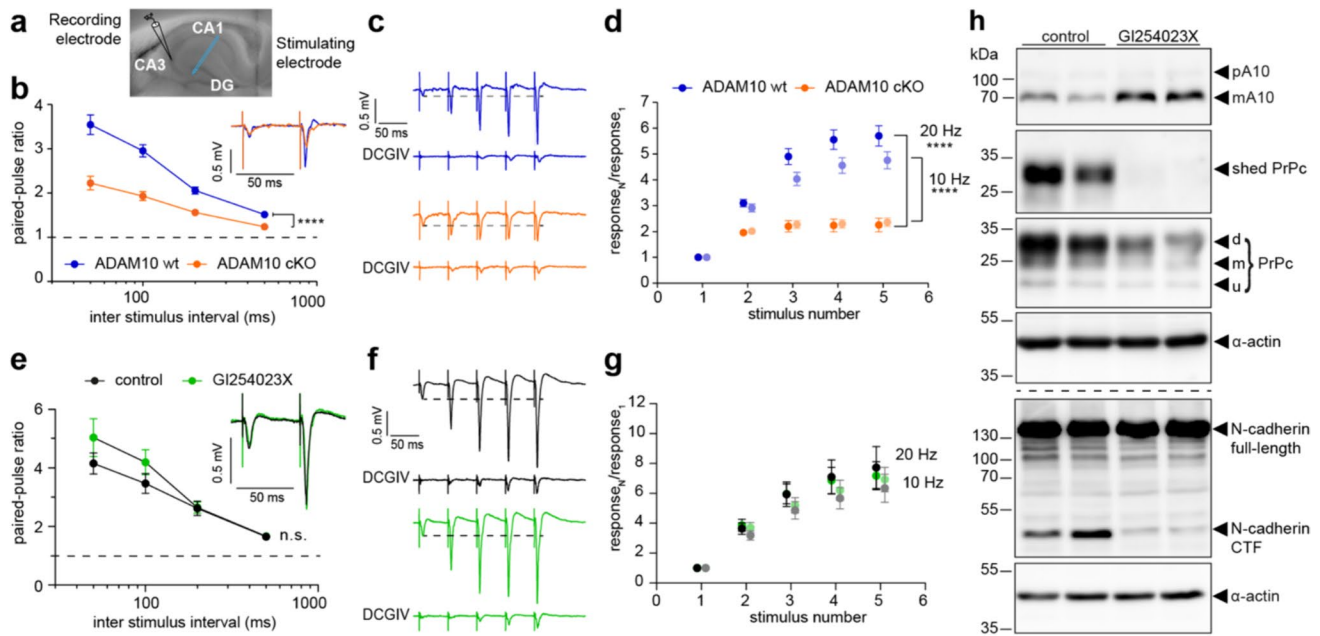 a
Recording
electrode
CA1
CA3
DG
Stimulating
electrode
b
paired-pulse ratio
4
3
2
1
0
100
1000
inter stimulus interval (ms)
ADAM10 wt
ADAM10 cKO
0.5 mV
50 ms
****
c
0.5 mV
50 ms
DCGIV
DCGIV
d
ADAM10 wt
ADAM10 cKO
response_N/response_1
10
8
6
4
2
0
0 1 2 3 4 5 6
stimulus number
20 Hz
****
10 Hz
****
e
control
GI254023X
paired-pulse ratio
6
4
2
0
100
1000
inter stimulus interval (ms)
0.5 mV
50 ms
n.s.
f
0.5 mV
50 ms
DCGIV
DCGIV
g
response_N/response_1
12
10
8
6
4
2
0
0 1 2 3 4 5 6
stimulus number
20 Hz
10 Hz
h
control GI254023X
kDa
100
70
pA10
mA10
35
25
shed PrPc
35
25
d
m
u
PrPc
55
35
α-actin
130
100
70
55
N-cadherin
full-length
N-cadherin
CTF
55
35
α-actin